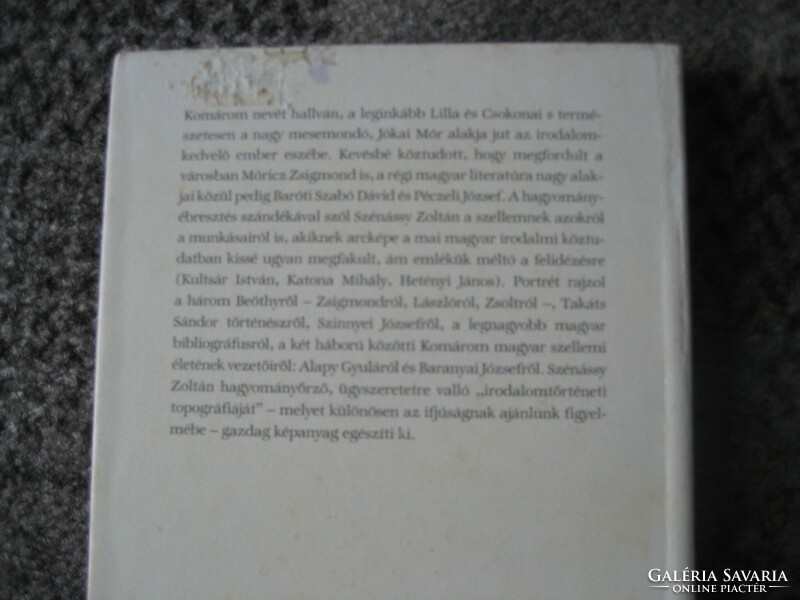 Komárom nevét hallván, a leginkább Lilla és Csokonai s termé-
szetesen a nagy mesemondó, Jókai Mór alakja jut az irodalom-
kedvelő ember eszébe. Kevésbé köztudott, hogy megfordult a
városban Móricz Zsigmond is, a régi magyar literatúra nagy alak-
jai közül pedig Baróti Szabó Dávid és Péczeli József. A hagyomány-
ébresztés szándékával szól Szénássy Zoltán a szellemnek azokról
a munkásairól is, akiknek arcképe a mai magyar irodalmi köztu-
datban kissé ugyan megfakult, ám emlékük méltó a felidézésre
(Kultsár István, Katona Mihály, Hetényi János). Portrét rajzol
a három Beöthyről – Zsigmondról, Lászlóról, Zsoltról –, Takáts
Sándor történészről, Szinnyei Józsefről, a legnagyobb magyar
bibliográfusról, a két háború közötti Komárom magyar szellemi
életének vezetőiről: Alapy Gyuláról és Baranyai Józsefről. Szénássy
Zoltán hagyományőrző, ügyszeretetre valló „irodalomtörténeti
topográfiáját” – melyet különösen az ifjúságnak ajánlunk figyel-
mébe – gazdag képanyag egészíti ki.
GALÉRIA SAVARIA
ONLINE PIACTÉR